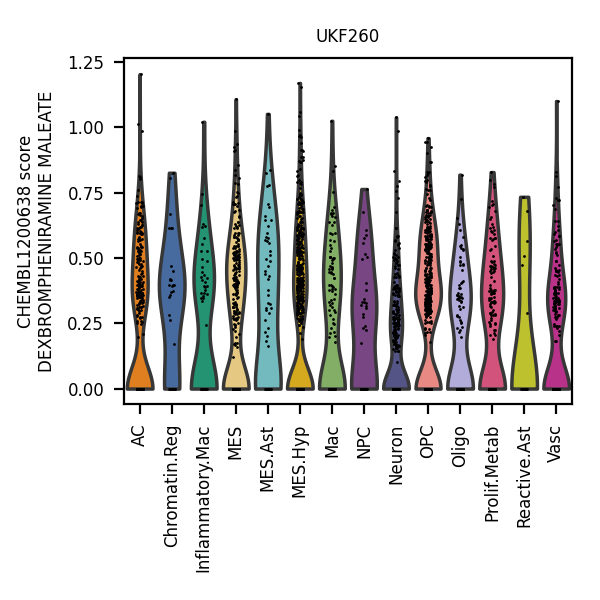 UKF260
CHEMBL1200638 score
DEXBROMPHENIRAMINE MALEATE
1.25
1.00
0.75
0.50
0.25
0.00
AC
Chromatin.Reg
Inflammatory.Mac
MES
MES.Ast
MES.Hyp
Mac
NPC
Neuron
OPC
Oligo
Prolif.Metab
Reactive.Ast
Vasc